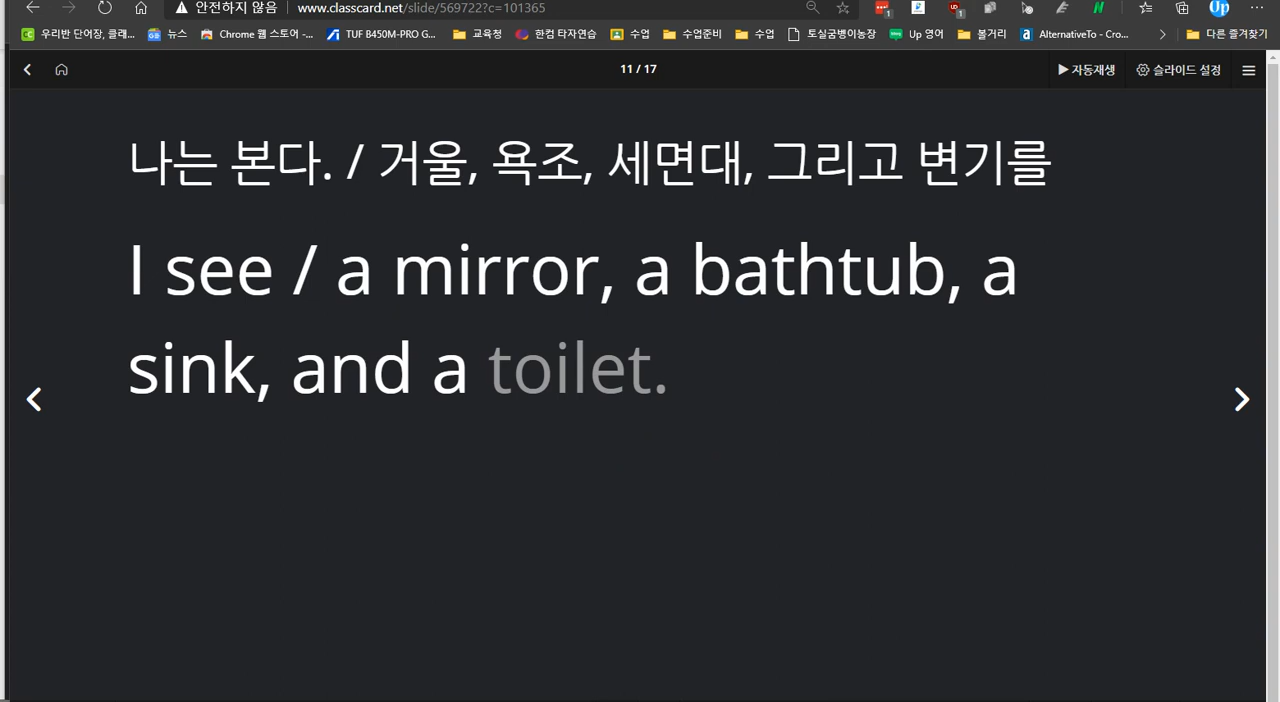 안전하지 않음 www.classcard.net/slide/569722?c=101365
우리반 단어장, 클래... 뉴스 Chrome 웹 스토어 -... TUF B450M-PRO G... 교육청 한컴 타자연습 수업 수업준비 수업 토실굼뱅이농장 Up 영어 볼거리 AlternativeTo - Cro... 다른 즐겨찾기
11 / 17 자동재생 슬라이드 설정
나는 본다. / 거울, 욕조, 세면대, 그리고 변기를
I see / a mirror, a bathtub, a
sink, and a toilet.